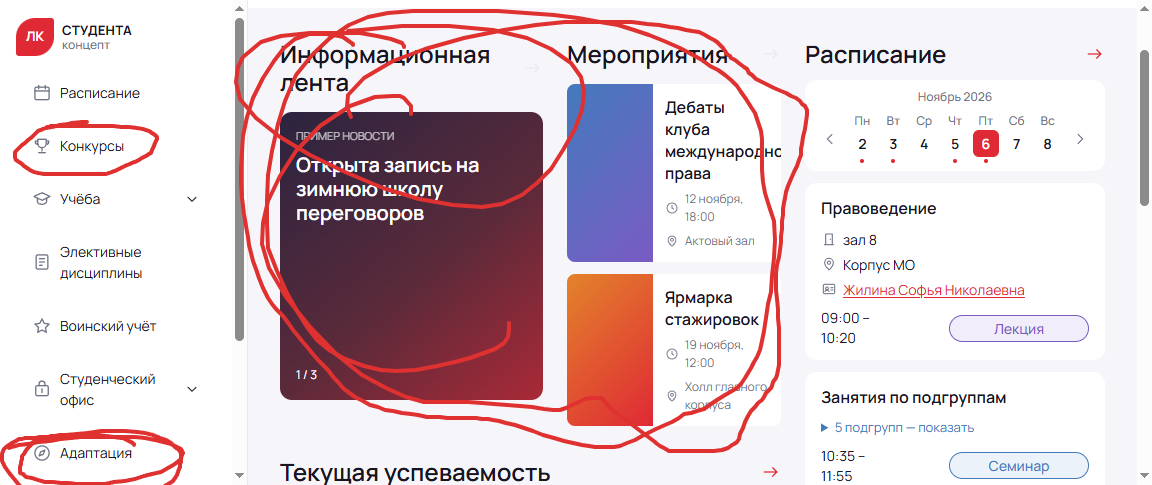 ЛК
СТУДЕНТА
концепт
Расписание
Конкурсы
Учёба
Элективные
дисциплины
Воинский учёт
Студенческий
офис
Адаптация
Информационная
лента
ПРИМЕР НОВОСТИ
Открыта запись на
зимнюю школу
переговоров
1 / 3
Мероприятия
Дебаты
клуба
международно
права
12 ноября,
18:00
Актовый зал
Ярмарка
стажировок
19 ноября,
12:00
Холл главного
корпуса
Текущая успеваемость
Расписание
Ноябрь 2026
Пн Вт Ср Чт Пт Сб Вс
2 3 4 5 6 7 8
Правоведение
зал 8
Корпус МО
Жилина Софья Николаевна
09:00 –
10:20
Лекция
Занятия по подгруппам
5 подгрупп — показать
10:35 –
11:55
Семинар